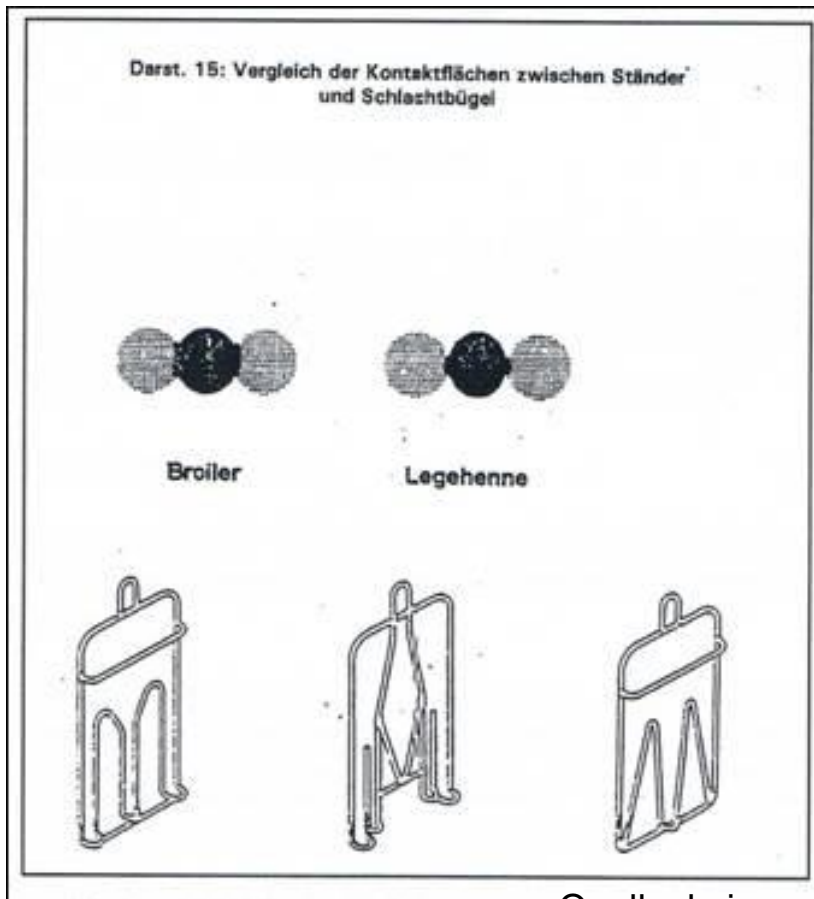 Darst. 15: Vergleich der Kontaktflächen zwischen Ständer
und Schlachtbügel
Broiler
Legehenne